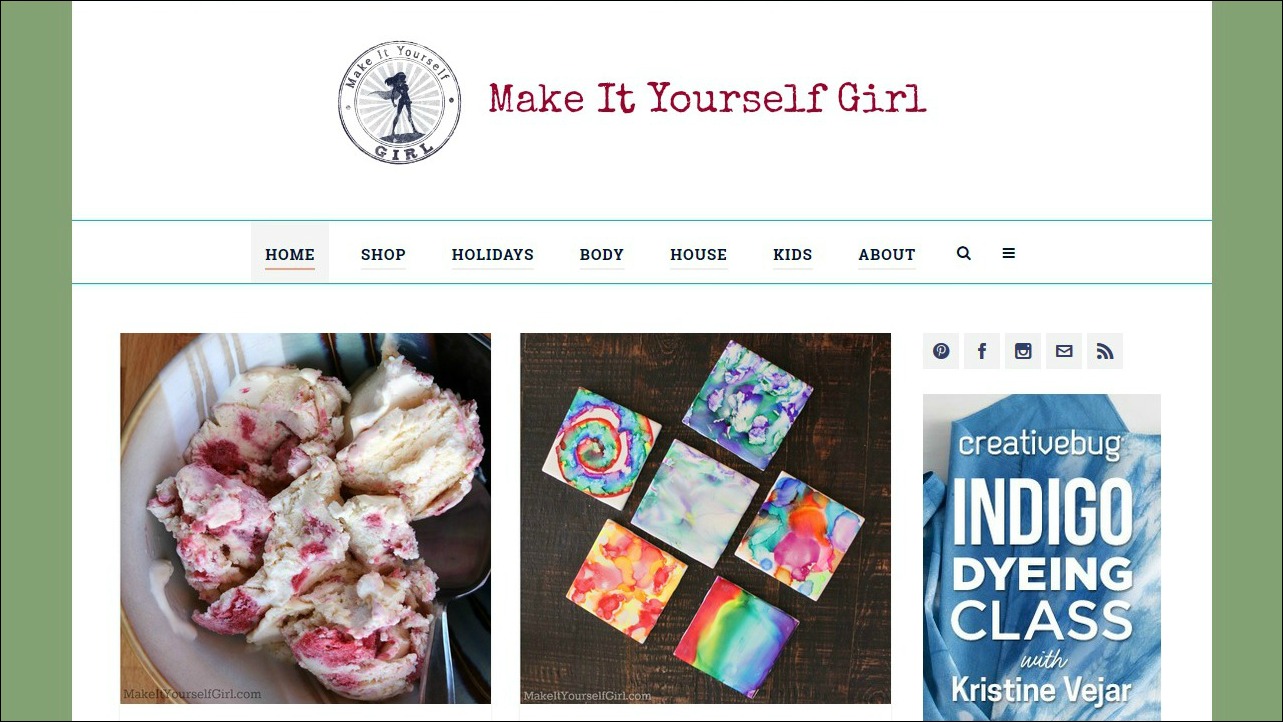 Make It Yourself
GIRL
Make It Yourself Girl
HOME
SHOP
HOLIDAYS
BODY
HOUSE
KIDS
ABOUT
MakeItYourselfGirl.com
MakeItYourselfGirl.com
creativebug
INDIGO
DYEING
CLASS
with
Kristine Vejar